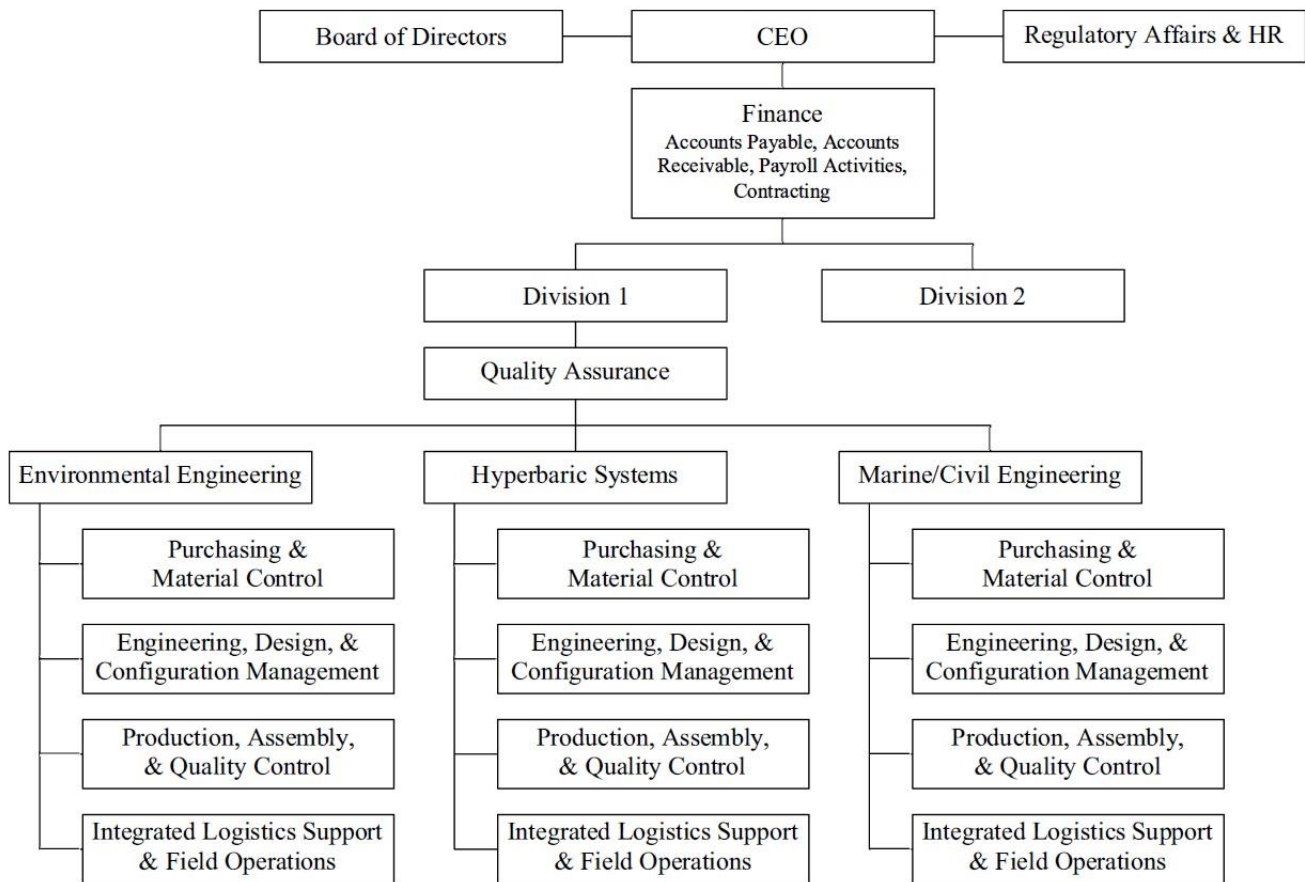 Board of Directors
CEO
Regulatory Affairs & HR
Finance
Accounts Payable, Accounts
Receivable, Payroll Activities,
Contracting
Division 1
Division 2
Quality Assurance
Environmental Engineering
Purchasing &
Material Control
Engineering, Design, &
Configuration Management
Production, Assembly,
& Quality Control
Integrated Logistics Support
& Field Operations
Hyperbaric Systems
Purchasing &
Material Control
Engineering, Design, &
Configuration Management
Production, Assembly,
& Quality Control
Integrated Logistics Support
& Field Operations
Marine/Civil Engineering
Purchasing &
Material Control
Engineering, Design, &
Configuration Management
Production, Assembly,
& Quality Control
Integrated Logistics Support
& Field Operations